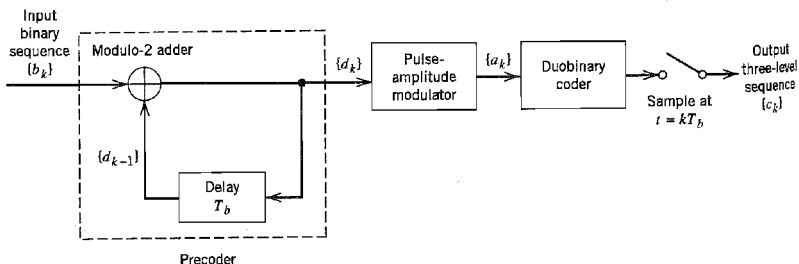 Input
binary
sequence
{b_k}
Modulo-2 adder
{d_k}
Pulse-
amplitude
modulator
{a_k}
Duobinary
coder
Sample at
t = kT_b
Output
three-level
sequence
{c_k}
{d_{k-1}}
Delay
T_b
Precoder